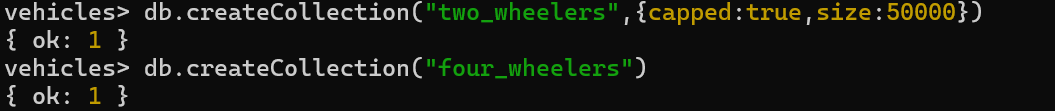 vehicles> db.createCollection("two_wheelers",{capped:true,size:50000})
{ ok: 1 }
vehicles> db.createCollection("four_wheelers")
{ ok: 1 }